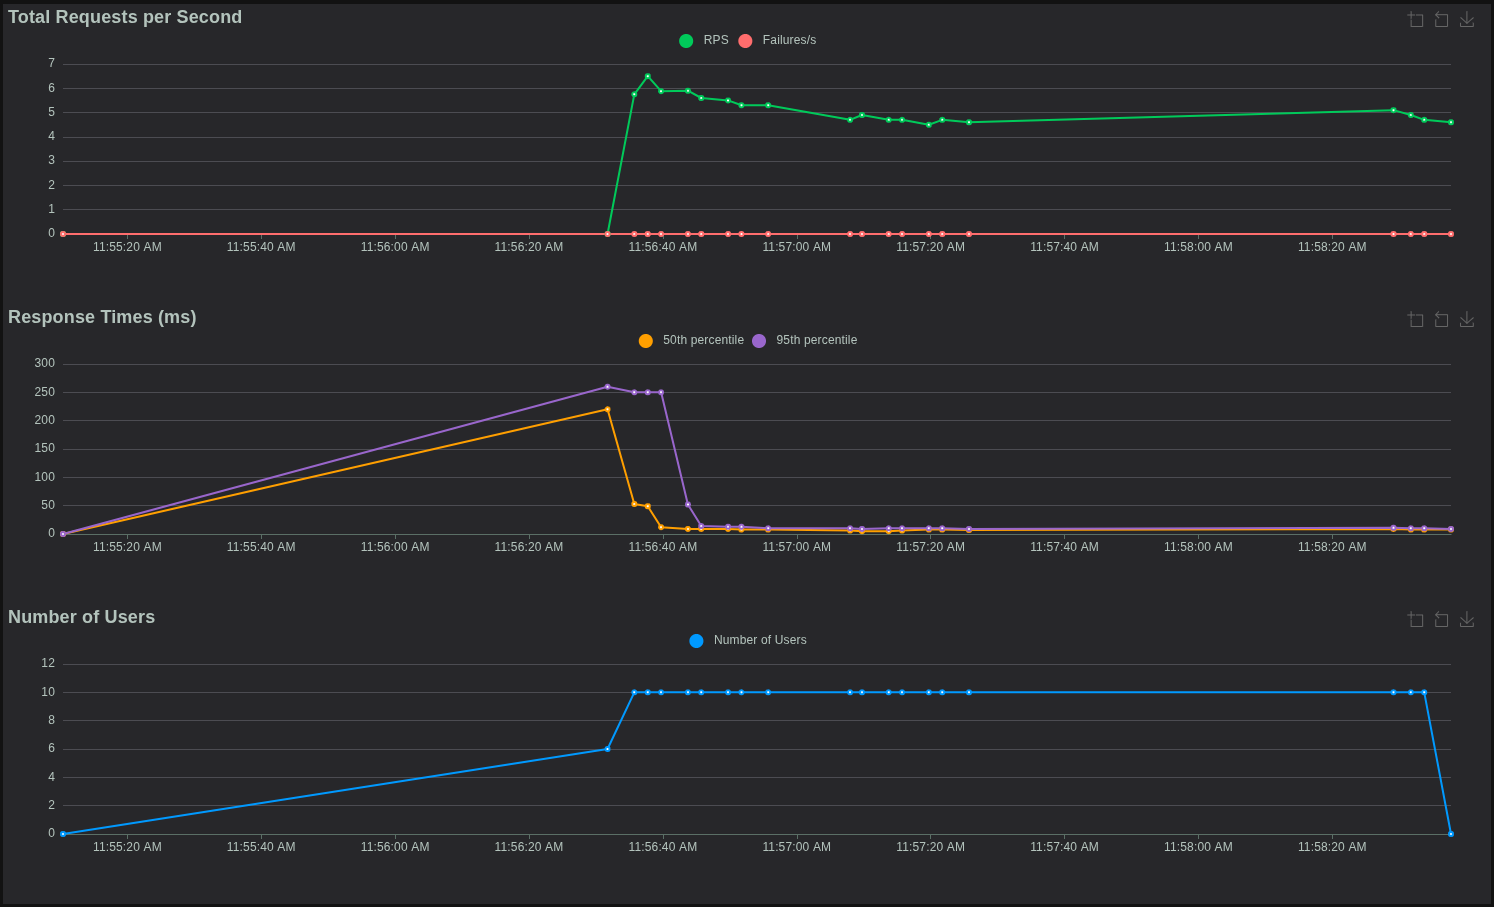 Total Requests per Second
RPS Failures/s
7
6
5
4
3
2
1
0
11:55:20 AM 11:55:40 AM 11:56:00 AM 11:56:20 AM 11:56:40 AM 11:57:00 AM 11:57:20 AM 11:57:40 AM 11:58:00 AM 11:58:20 AM
Response Times (ms)
50th percentile 95th percentile
300
250
200
150
100
50
0
11:55:20 AM 11:55:40 AM 11:56:00 AM 11:56:20 AM 11:56:40 AM 11:57:00 AM 11:57:20 AM 11:57:40 AM 11:58:00 AM 11:58:20 AM
Number of Users
Number of Users
12
10
8
6
4
2
0
11:55:20 AM 11:55:40 AM 11:56:00 AM 11:56:20 AM 11:56:40 AM 11:57:00 AM 11:57:20 AM 11:57:40 AM 11:58:00 AM 11:58:20 AM